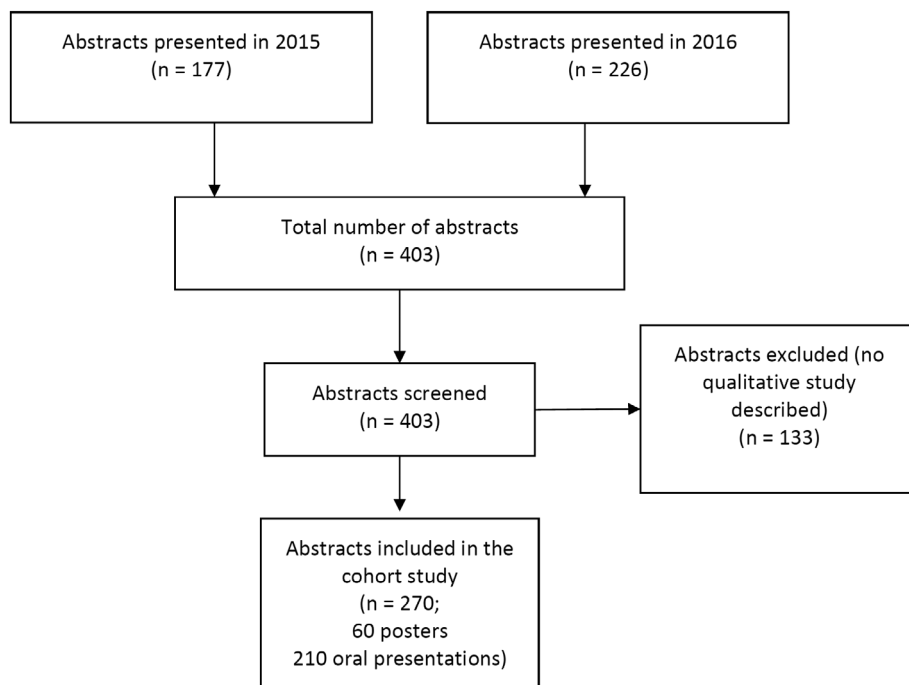 Abstracts presented in 2015
(n = 177)
Abstracts presented in 2016
(n = 226)
Total number of abstracts
(n = 403)
Abstracts screened
(n = 403)
Abstracts excluded (no
qualitative study
described)
(n = 133)
Abstracts included in the
cohort study
(n = 270;
60 posters
210 oral presentations)